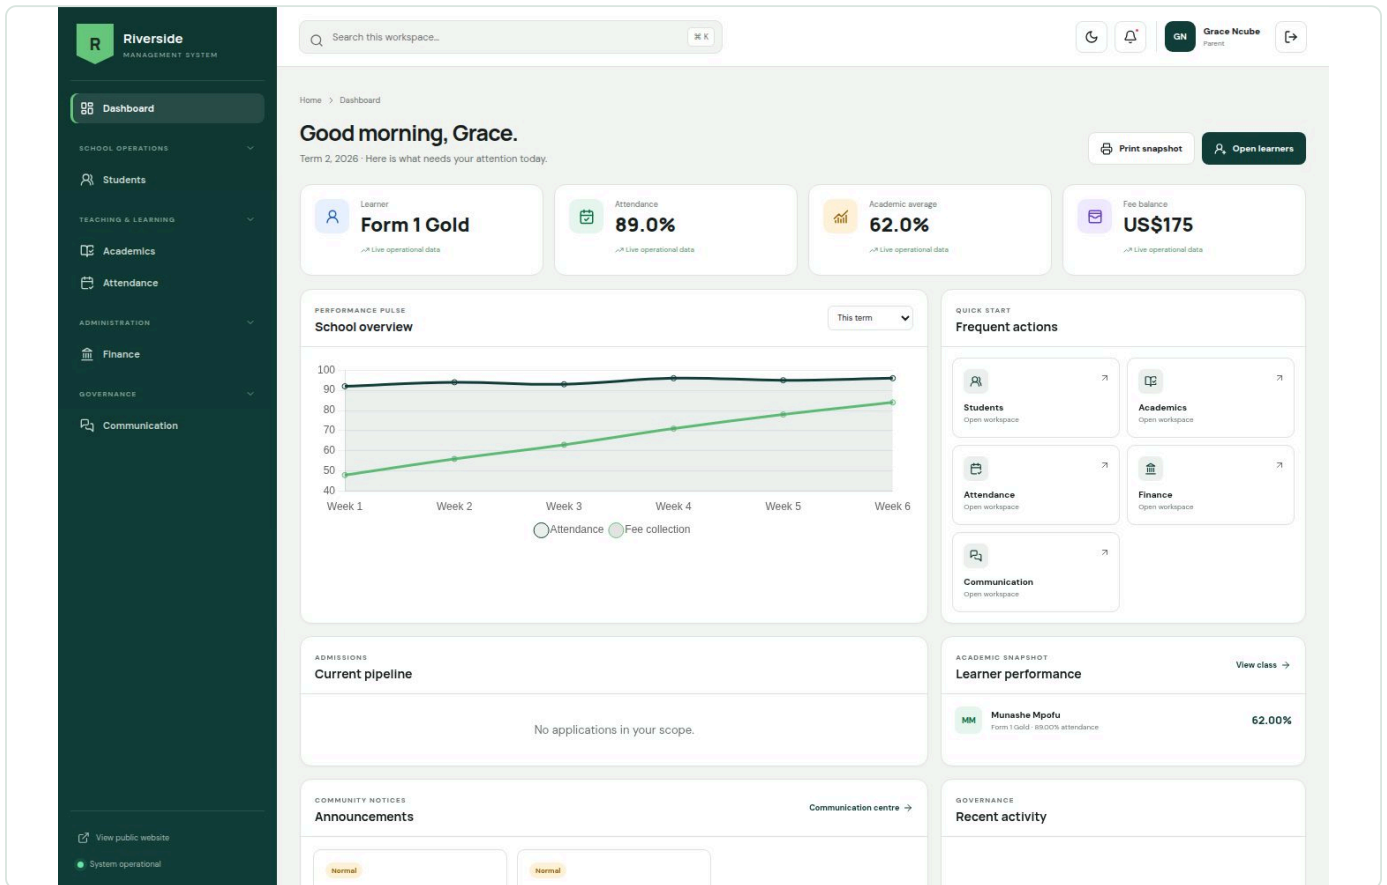 R
Riverside
MANAGEMENT SYSTEM
Dashboard
SCHOOL OPERATIONS
Students
TEACHING & LEARNING
Academics
Attendance
ADMINISTRATION
Finance
GOVERNANCE
Communication
View public website
System operational
Search this workspace...
⌘ K
GN
Grace Ncube
Parent
Home > Dashboard
Good morning, Grace.
Term 2, 2026 · Here is what needs your attention today.
Print snapshot
Open learners
Learner
Form 1 Gold
Live operational data
Attendance
89.0%
Live operational data
Academic average
62.0%
Live operational data
Fee balance
US$175
Live operational data
PERFORMANCE PULSE
School overview
This term
100
90
80
70
60
50
40
Week 1 Week 2 Week 3 Week 4 Week 5 Week 6
Attendance Fee collection
QUICK START
Frequent actions
Students
Open workspace
Academics
Open workspace
Attendance
Open workspace
Finance
Open workspace
Communication
Open workspace
ADMISSIONS
Current pipeline
No applications in your scope.
ACADEMIC SNAPSHOT
Learner performance
View class →
MM
Munashe Mpofu
Form 1 Gold · 89.00% attendance
62.00%
COMMUNITY NOTICES
Announcements
Communication centre →
Normal
Normal
GOVERNANCE
Recent activity